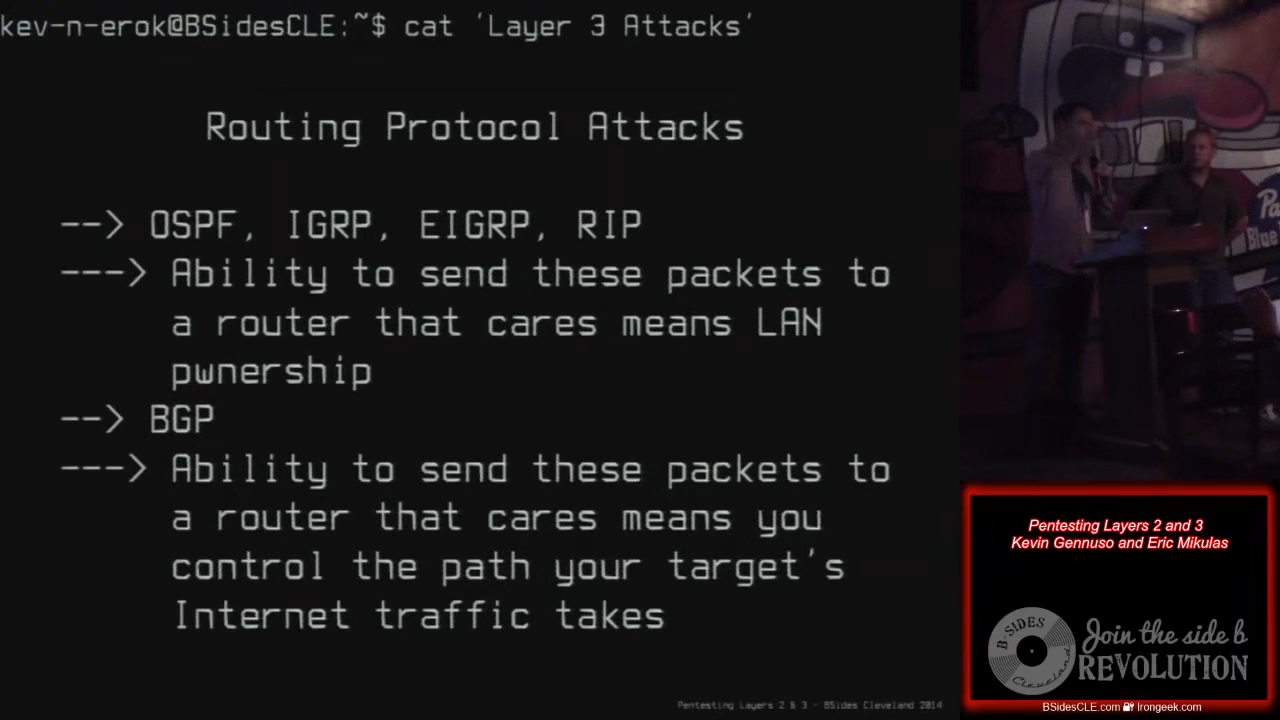 kev-n-erok@BSidesCLE:~$ cat 'Layer 3 Attacks'
Routing Protocol Attacks
--> OSPF, IGRP, EIGRP, RIP
---> Ability to send these packets to
a router that cares means LAN
pwnership
--> BGP
---> Ability to send these packets to
a router that cares means you
control the path your target's
Internet traffic takes
Pentesting Layers 2 & 3 - BSides Cleveland 2014
Blue
Pentesting Layers 2 and 3
Kevin Gennuso and Eric Mikulas
B-SIDES
Cleveland
Join the side b
REVOLUTION
BSidesCLE.com Irongeek.com